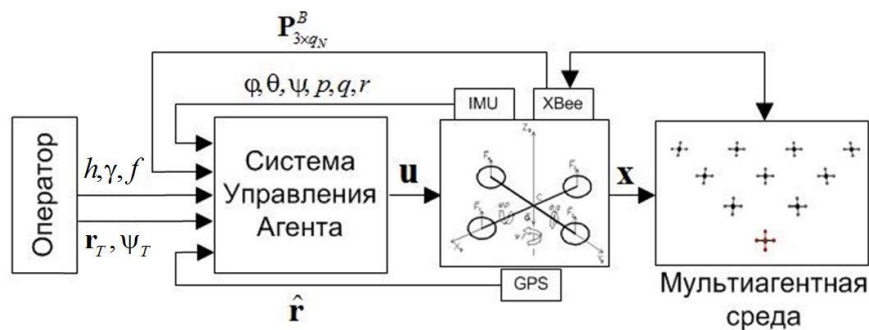 P^B_{3×q_N}
φ,θ,ψ,p,q,r
IMU
XBee
Оператор
h,γ,f
r_T,ψ_T
Система
Управления
Агента
u
x
GPS
r̂
Мультиагентная
среда